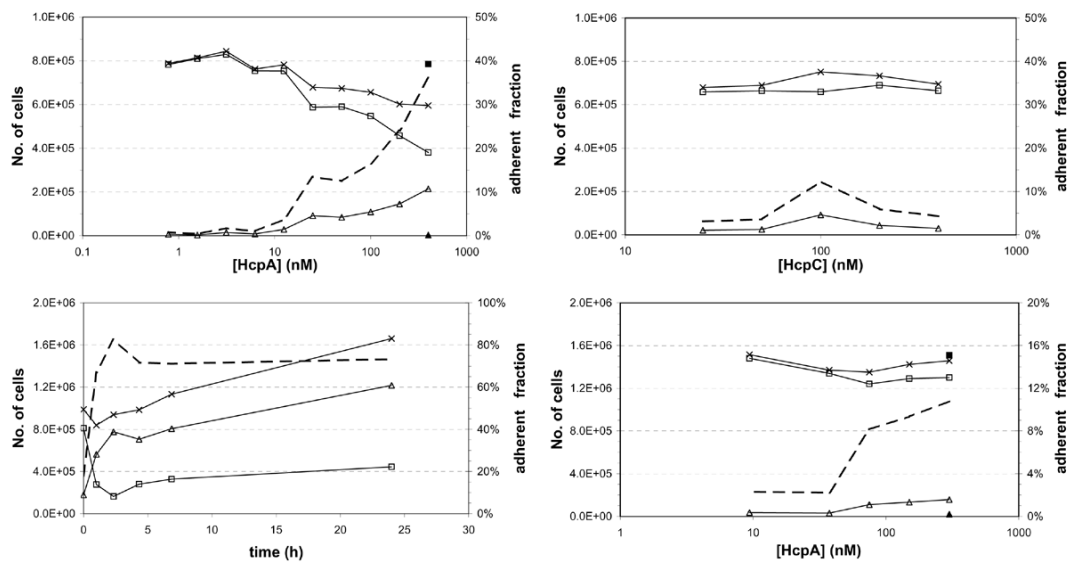 1.0E+06
8.0E+05
6.0E+05
4.0E+05
2.0E+05
0.0E+00
No. of cells
50%
40%
30%
20%
10%
0%
adherent fraction
0.1 1 10 100 1000
[HcpA] (nM)
1.0E+06
8.0E+05
6.0E+05
4.0E+05
2.0E+05
0.0E+00
No. of cells
50%
40%
30%
20%
10%
0%
adherent fraction
10 100 1000
[HcpC] (nM)
2.0E+06
1.6E+06
1.2E+06
8.0E+05
4.0E+05
0.0E+00
No. of cells
100%
80%
60%
40%
20%
0%
adherent fraction
0 5 10 15 20 25 30
time (h)
2.0E+06
1.6E+06
1.2E+06
8.0E+05
4.0E+05
0.0E+00
No. of cells
20%
16%
12%
8%
4%
0%
adherent fraction
1 10 100 1000
[HcpA] (nM)